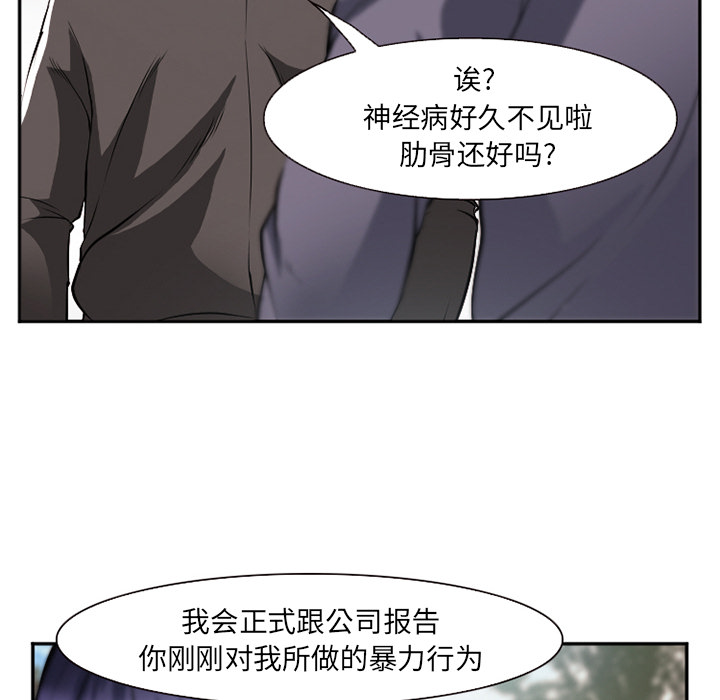 诶?
神经病好久不见啦
肋骨还好吗?
我会正式跟公司报告
你刚刚对我所做的暴力行为